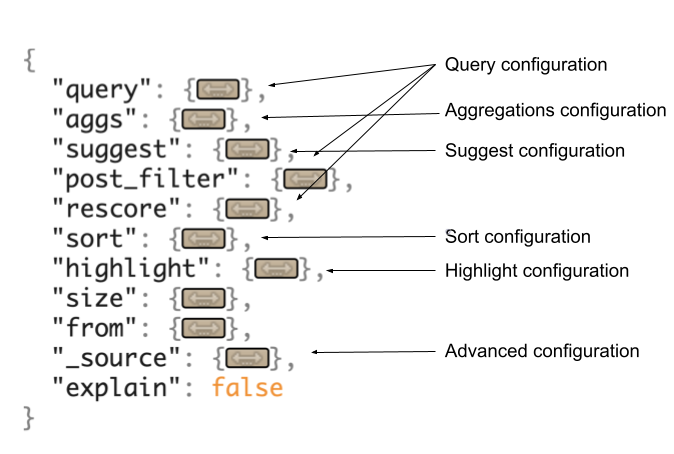 {
"query": {}, Query configuration
"aggs": {}, Aggregations configuration
"suggest": {}, Suggest configuration
"post_filter": {},
"rescore": {},
"sort": {}, Sort configuration
"highlight": {}, Highlight configuration
"size": {},
"from": {},
"_source": {}, Advanced configuration
"explain": false
}